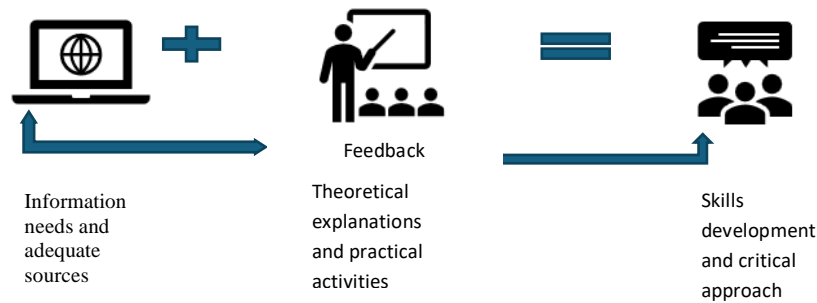 Feedback
Information
needs and
adequate
sources
Theoretical
explanations
and practical
activities
Skills
development
and critical
approach